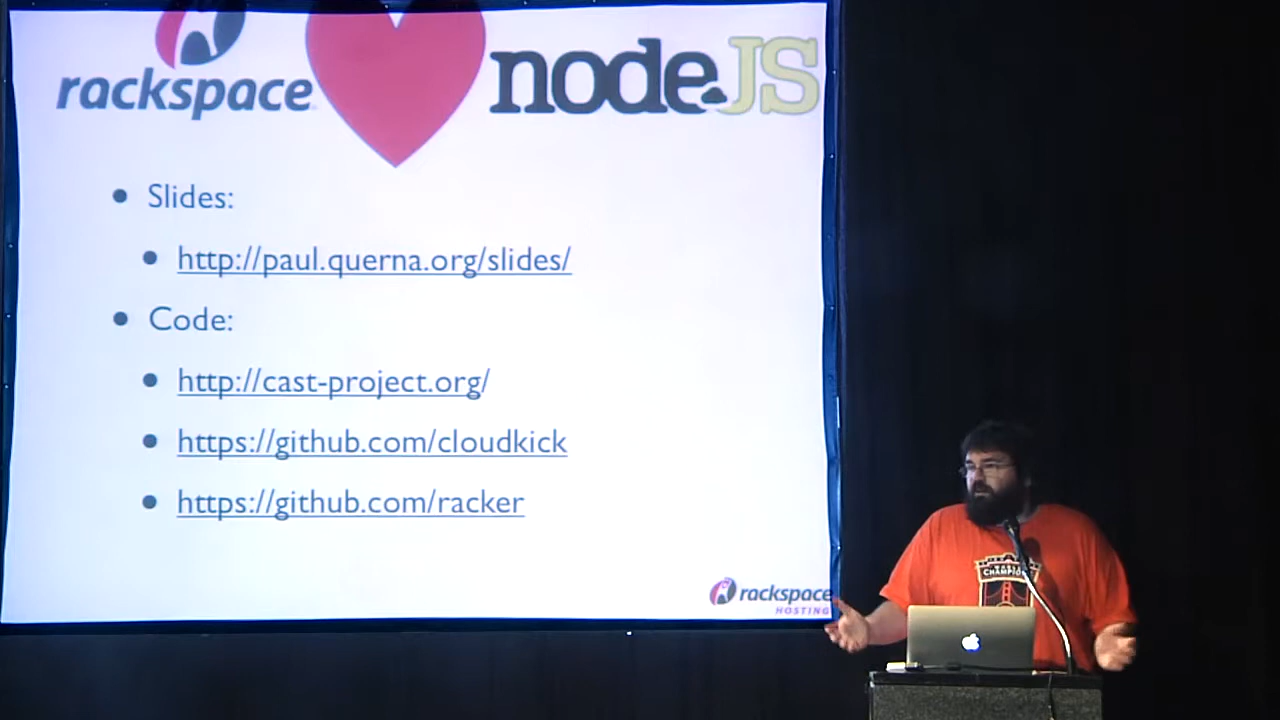 rackspace
nodeJS
Slides:
http://paul.querna.org/slides/
Code:
http://cast-project.org/
https://github.com/cloudkick
https://github.com/racker
rackspace
HOSTING
CHAMPIONS